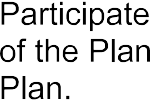 Participate
of the Plan
Plan.